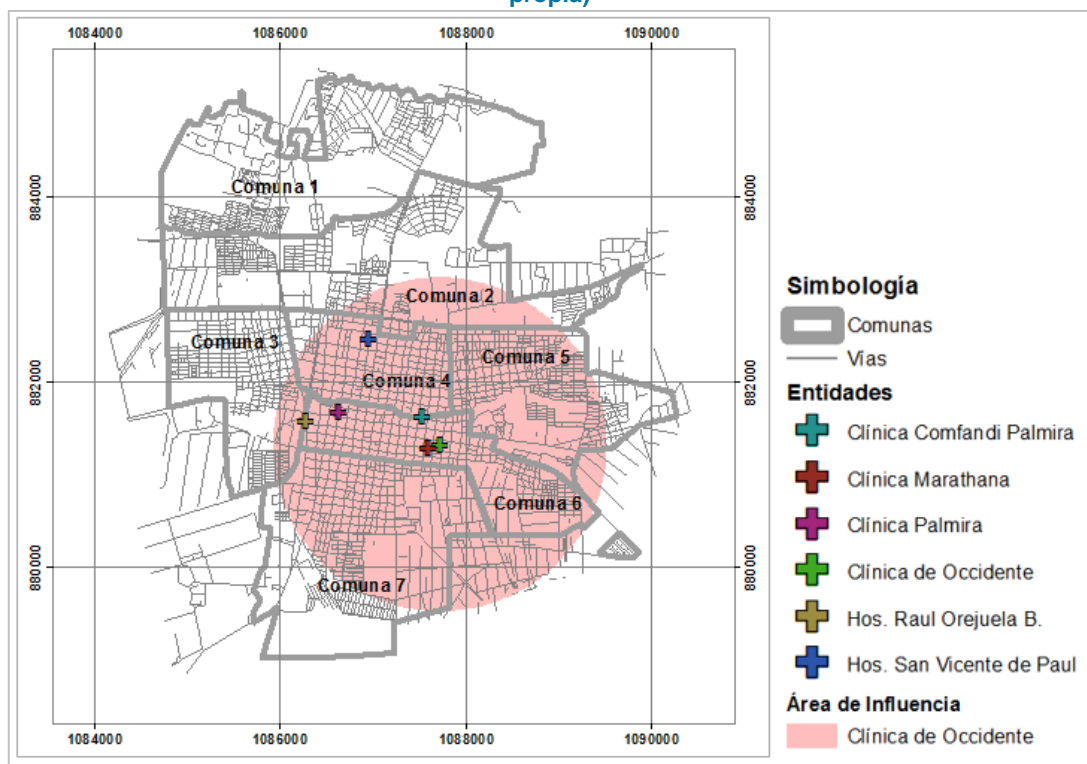 propia)
1084000 1086000 1088000 1090000
884000 884000
882000 882000
880000 880000
Comuna 1
Comuna 2
Comuna 3
Comuna 5
Comuna 4
Comuna 6
Comuna 7
1084000 1086000 1088000 1090000
Simbología
Comunas
Vías
Entidades
Clínica Comfandi Palmira
Clínica Marathana
Clínica Palmira
Clínica de Occidente
Hos. Raul Orejuela B.
Hos. San Vicente de Paul
Área de Influencia
Clínica de Occidente